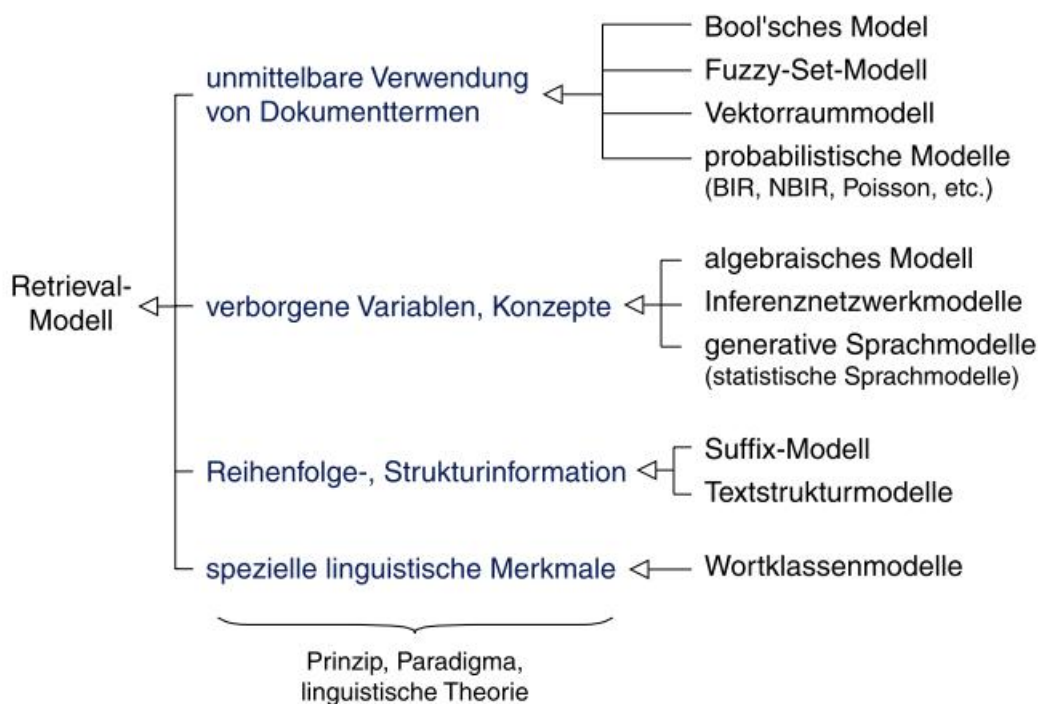 Bool'sches Model
unmittelbare Verwendung
von Dokumenttermen
Fuzzy-Set-Modell
Vektorraummodell
probabilistische Modelle
(BIR, NBIR, Poisson, etc.)
Retrieval-
Modell
verborgene Variablen, Konzepte
algebraisches Modell
Inferenznetzwerkmodelle
generative Sprachmodelle
(statistische Sprachmodelle)
Reihenfolge-, Strukturinformation
Suffix-Modell
Textstrukturmodelle
spezielle linguistische Merkmale
Wortklassenmodelle
Prinzip, Paradigma,
linguistische Theorie